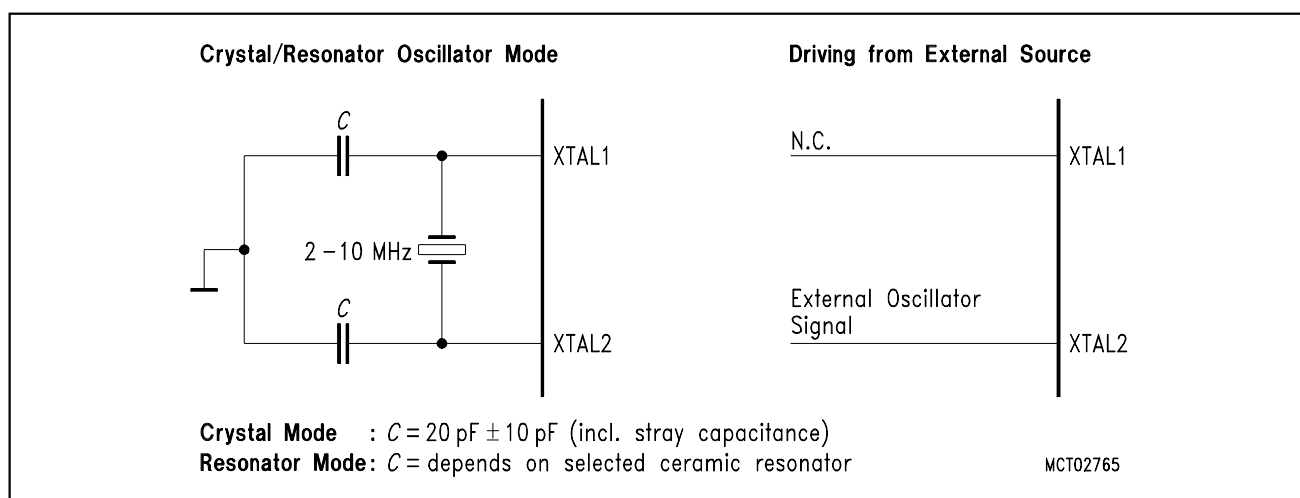 Crystal/Resonator Oscillator Mode
Driving from External Source
C
XTAL1
N.C.
XTAL1
2 – 10 MHz
C
External Oscillator
Signal
XTAL2
XTAL2
Crystal Mode : C = 20 pF ± 10 pF (incl. stray capacitance)
Resonator Mode: C = depends on selected ceramic resonator
MCT02765